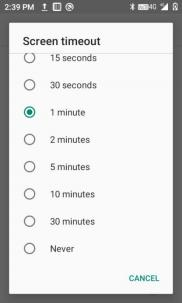 2:39 PM 4G
Screen timeout
15 seconds
30 seconds
1 minute
2 minutes
5 minutes
10 minutes
30 minutes
Never
CANCEL